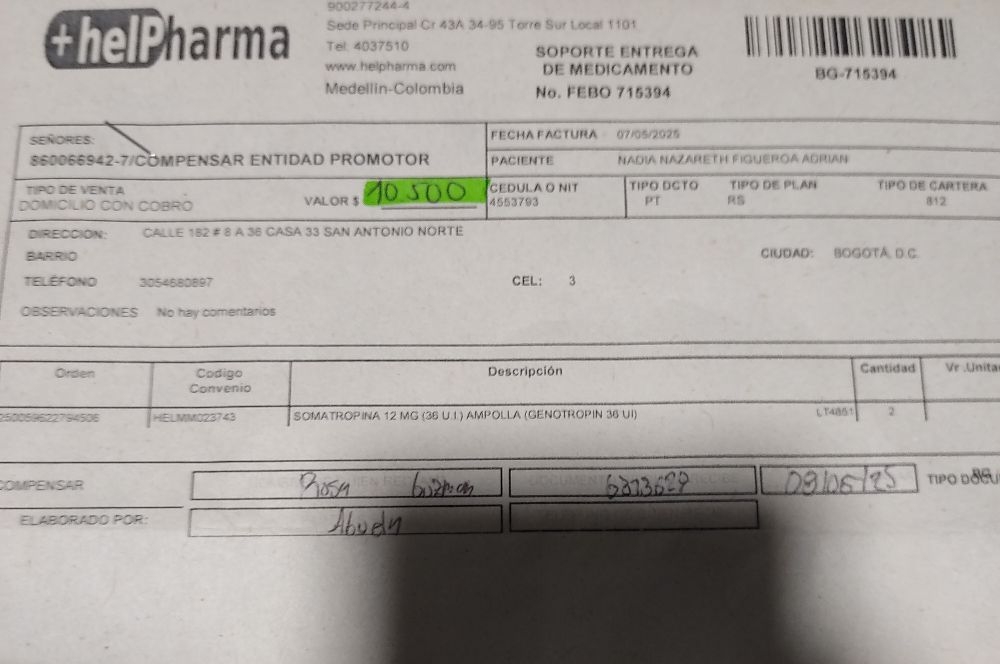 +helPharma
900277244-4
Sede Principal Cr 43A 34-95 Torre Sur Local 1101
Tel: 4037510
www.helpharma.com
Medellin-Colombia
SOPORTE ENTREGA
DE MEDICAMENTO
No. FEBO 715394
BG-715394
SEÑORES:
860066942-7/COMPENSAR ENTIDAD PROMOTOR
FECHA FACTURA 07/05/2025
PACIENTE NADIA NAZARETH FIGUEROA ADRIAN
TIPO DE VENTA
DOMICILIO CON COBRO
VALOR $ 10.500
CEDULA O NIT
4553793
TIPO DCTO
PT
TIPO DE PLAN
RS
TIPO DE CARTERA
812
DIRECCION: CALLE 182 # 8 A 36 CASA 33 SAN ANTONIO NORTE
BARRIO
CIUDAD: BOGOTÁ, D.C.
TELÉFONO 3054680897
CEL: 3
OBSERVACIONES No hay comentarios
Orden Codigo Convenio Descripción Cantidad Vr .Unita
HELMM023743 SOMATROPINA 12 MG (36 U.I.) AMPOLLA (GENOTROPIN 36 UI) LT4851 2
COMPENSAR
Rosa
TIPO
ELABORADO POR:
Abuela